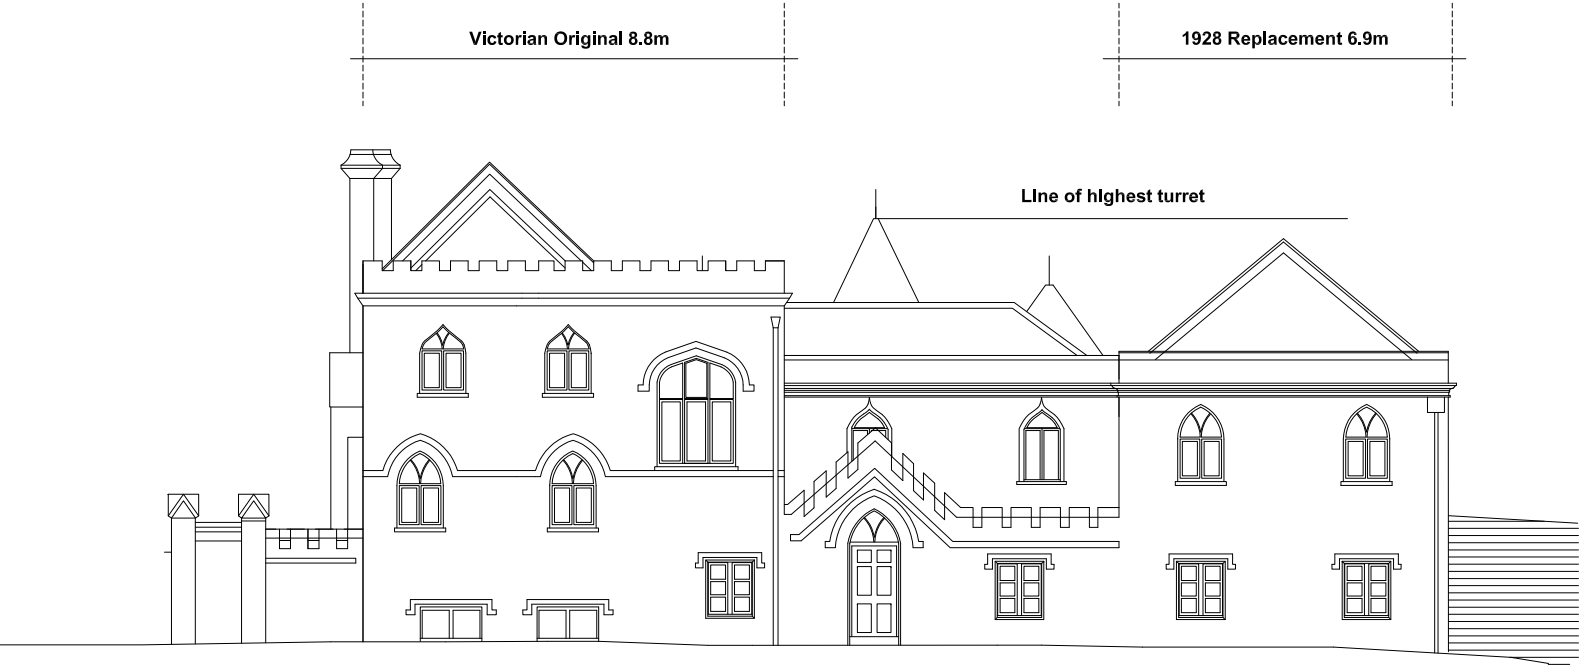 Victorian Original 8.8m
1928 Replacement 6.9m
Line of highest turret